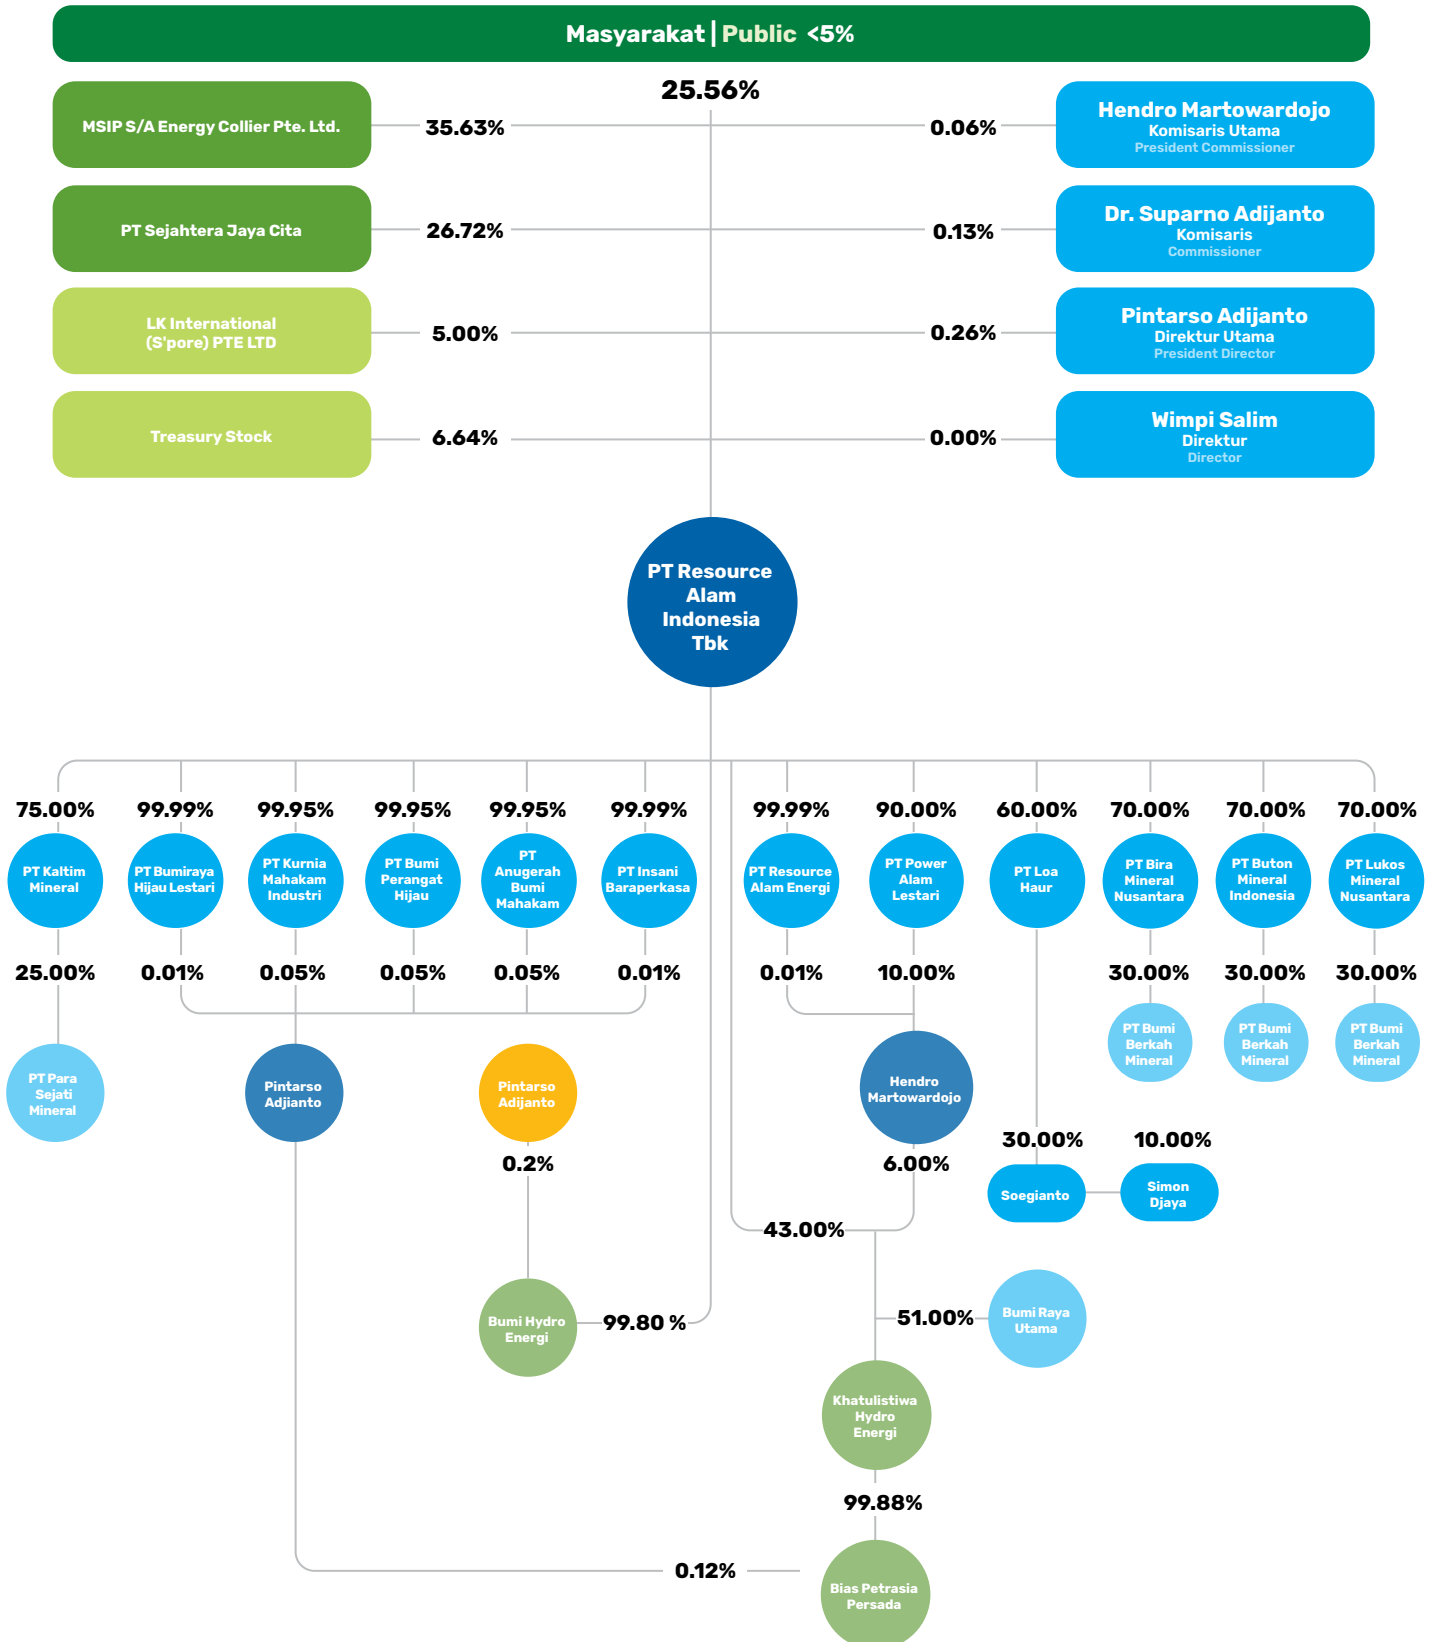 Masyarakat | Public <5%
25.56%
MSIP S/A Energy Collier Pte. Ltd.
35.63%
0.06%
Hendro Martowardojo
Komisaris Utama
President Commissioner
PT Sejahtera Jaya Cita
26.72%
0.13%
Dr. Suparno Adijanto
Komisaris
Commissioner
LK International
(S'pore) PTE LTD
5.00%
0.26%
Pintarso Adijanto
Direktur Utama
President Director
Treasury Stock
6.64%
0.00%
Wimpi Salim
Direktur
Director
PT Resource
Alam
Indonesia
Tbk
75.00%
99.99%
99.95%
99.95%
99.95%
99.99%
99.99%
90.00%
60.00%
70.00%
70.00%
70.00%
PT Kaltim
Mineral
PT Bumiraya
Hijau Lestari
PT Kurnia
Mahakam
Industri
PT Bumi
Perangat
Hijau
PT
Anugerah
Bumi
Mahakam
PT Insani
Baraperkasa
PT Resource
Alam Energi
PT Power
Alam
Lestari
PT Loa
Haur
PT Bira
Mineral
Nusantara
PT Buton
Mineral
Indonesia
PT Lukos
Mineral
Nusantara
25.00%
0.01%
0.05%
0.05%
0.05%
0.01%
0.01%
10.00%
30.00%
30.00%
30.00%
PT Para
Sejati
Mineral
Pintarso
Adjianto
Pintarso
Adijanto
Hendro
Martowardojo
PT Bumi
Berkah
Mineral
PT Bumi
Berkah
Mineral
PT Bumi
Berkah
Mineral
0.2%
6.00%
30.00%
10.00%
Soegianto
Simon
Djaya
43.00%
Bumi Hydro
Energi
99.80 %
51.00%
Bumi Raya
Utama
Khatulistiwa
Hydro
Energi
99.88%
0.12%
Bias Petrasia
Persada